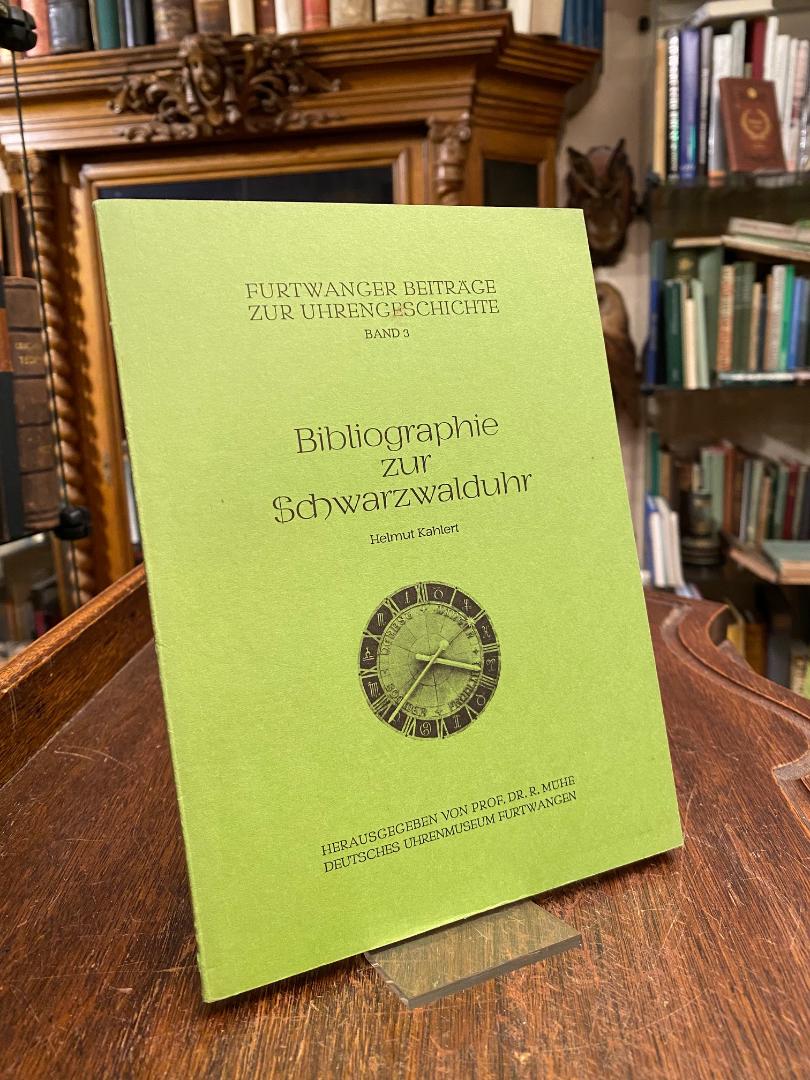 FURTWANGER BEITRÄGE
ZUR UHRENGESCHICHTE
BAND 3
Bibliographie
zur
Schwarzwalduhr
Helmut Kahlert
HERAUSGEGEBEN VON PROF. DR. R. MÜHE
DEUTSCHES UHRENMUSEUM FURTWANGEN